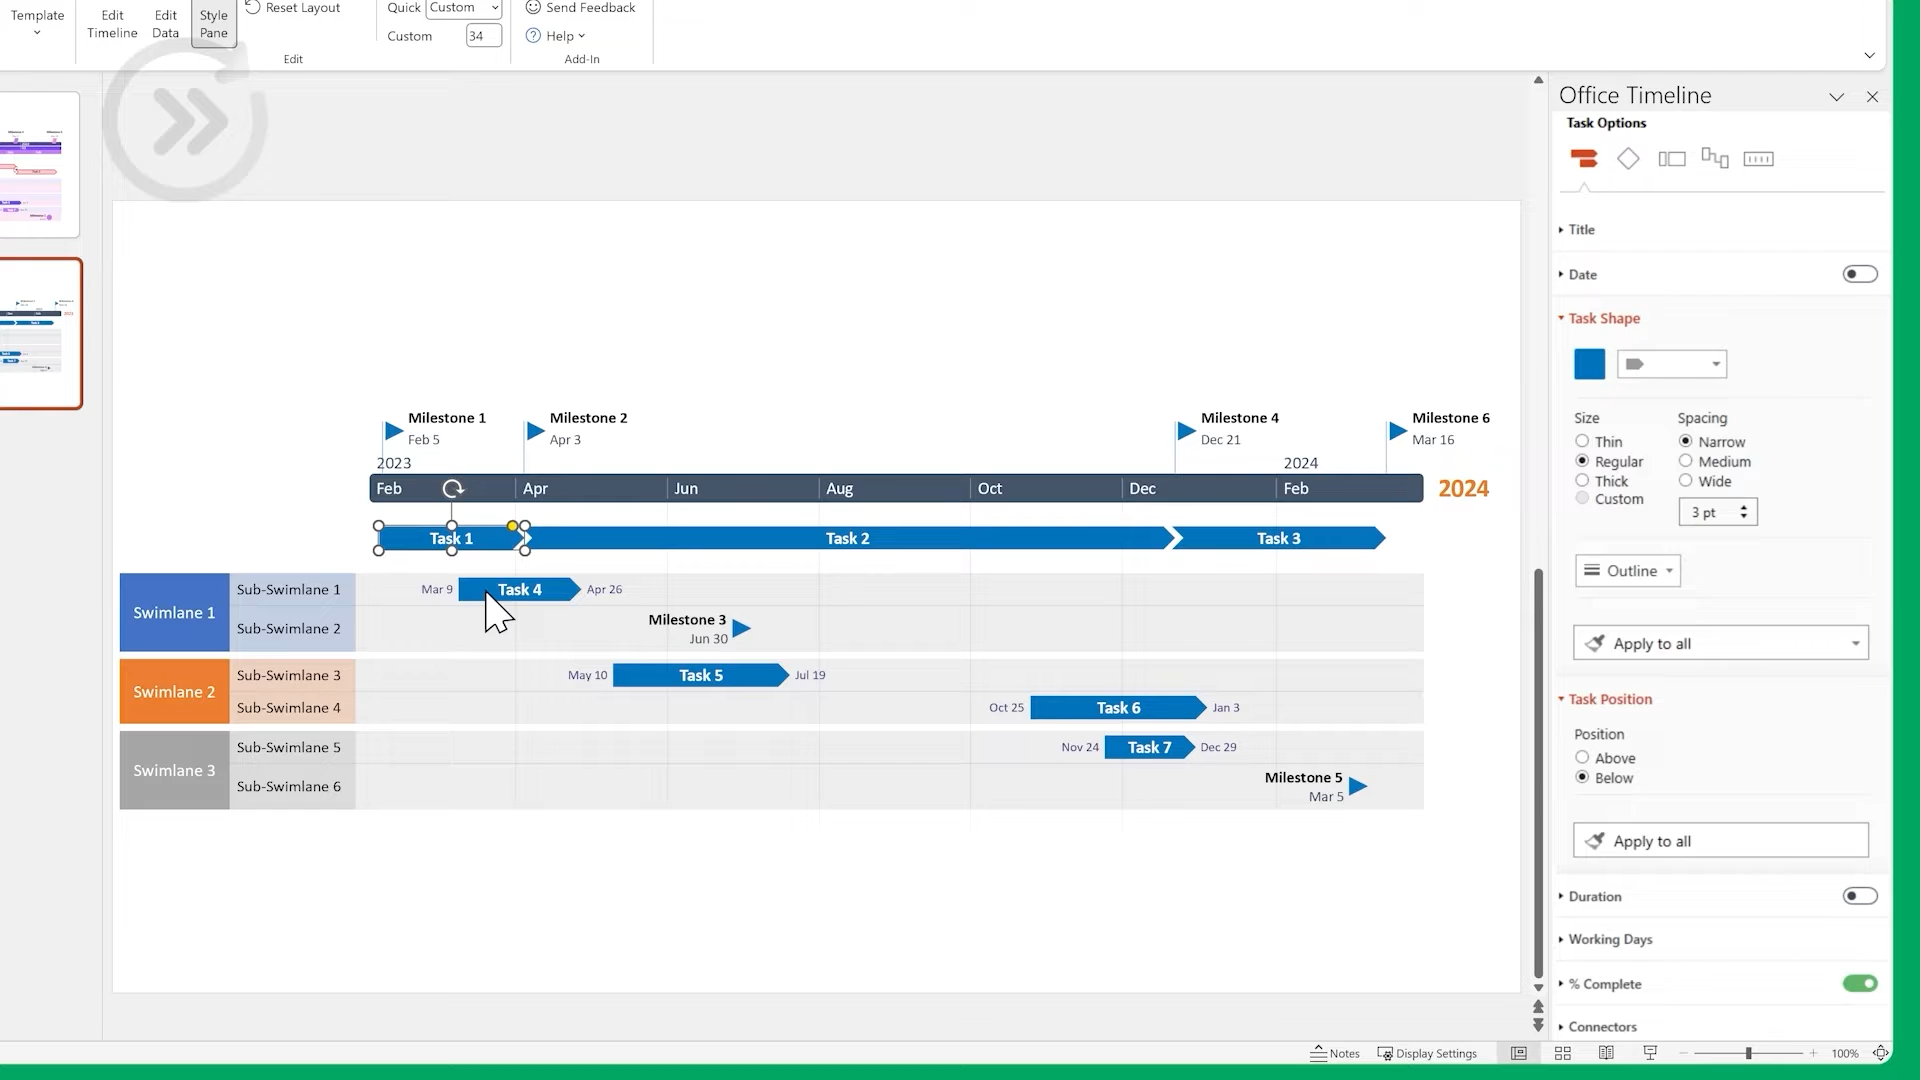 Template
Edit Timeline
Edit Data
Style Pane
Reset Layout
Edit
Quick Custom
Custom 34
Send Feedback
Help
Add-In
Office Timeline
Task Options
Title
Date
Task Shape
Size
Thin
Regular
Thick
Custom
Spacing
Narrow
Medium
Wide
3 pt
Outline
Apply to all
Task Position
Position
Above
Below
Apply to all
Duration
Working Days
% Complete
Connectors
Milestone 1
Feb 5
Milestone 2
Apr 3
Milestone 4
Dec 21
Milestone 6
Mar 16
2023
2024
Feb Apr Jun Aug Oct Dec Feb 2024
Task 1 Task 2 Task 3
Swimlane 1
Sub-Swimlane 1
Mar 9 Task 4 Apr 26
Sub-Swimlane 2
Milestone 3
Jun 30
Swimlane 2
Sub-Swimlane 3
May 10 Task 5 Jul 19
Sub-Swimlane 4
Oct 25 Task 6 Jan 3
Swimlane 3
Sub-Swimlane 5
Nov 24 Task 7 Dec 29
Sub-Swimlane 6
Milestone 5
Mar 5
Notes
Display Settings
100%